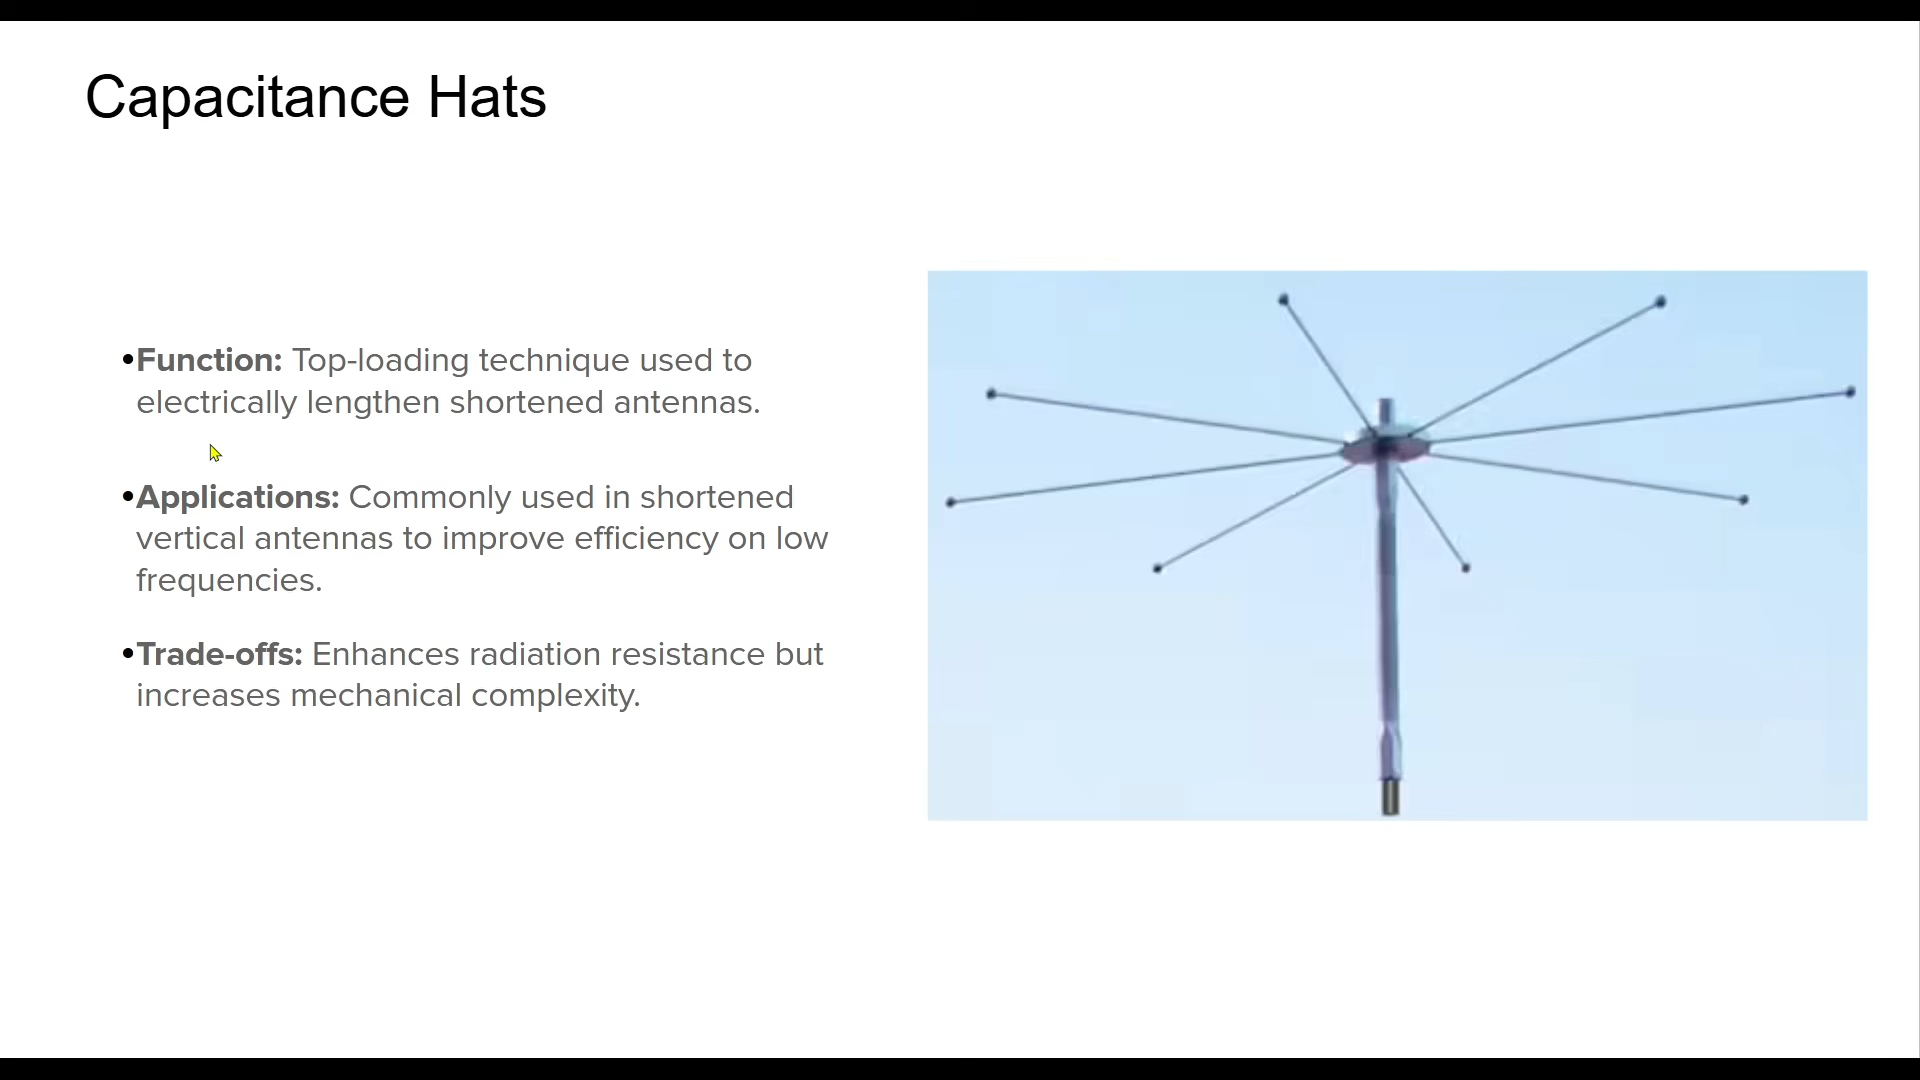 Capacitance Hats
•Function: Top-loading technique used to
electrically lengthen shortened antennas.
•Applications: Commonly used in shortened
vertical antennas to improve efficiency on low
frequencies.
•Trade-offs: Enhances radiation resistance but
increases mechanical complexity.